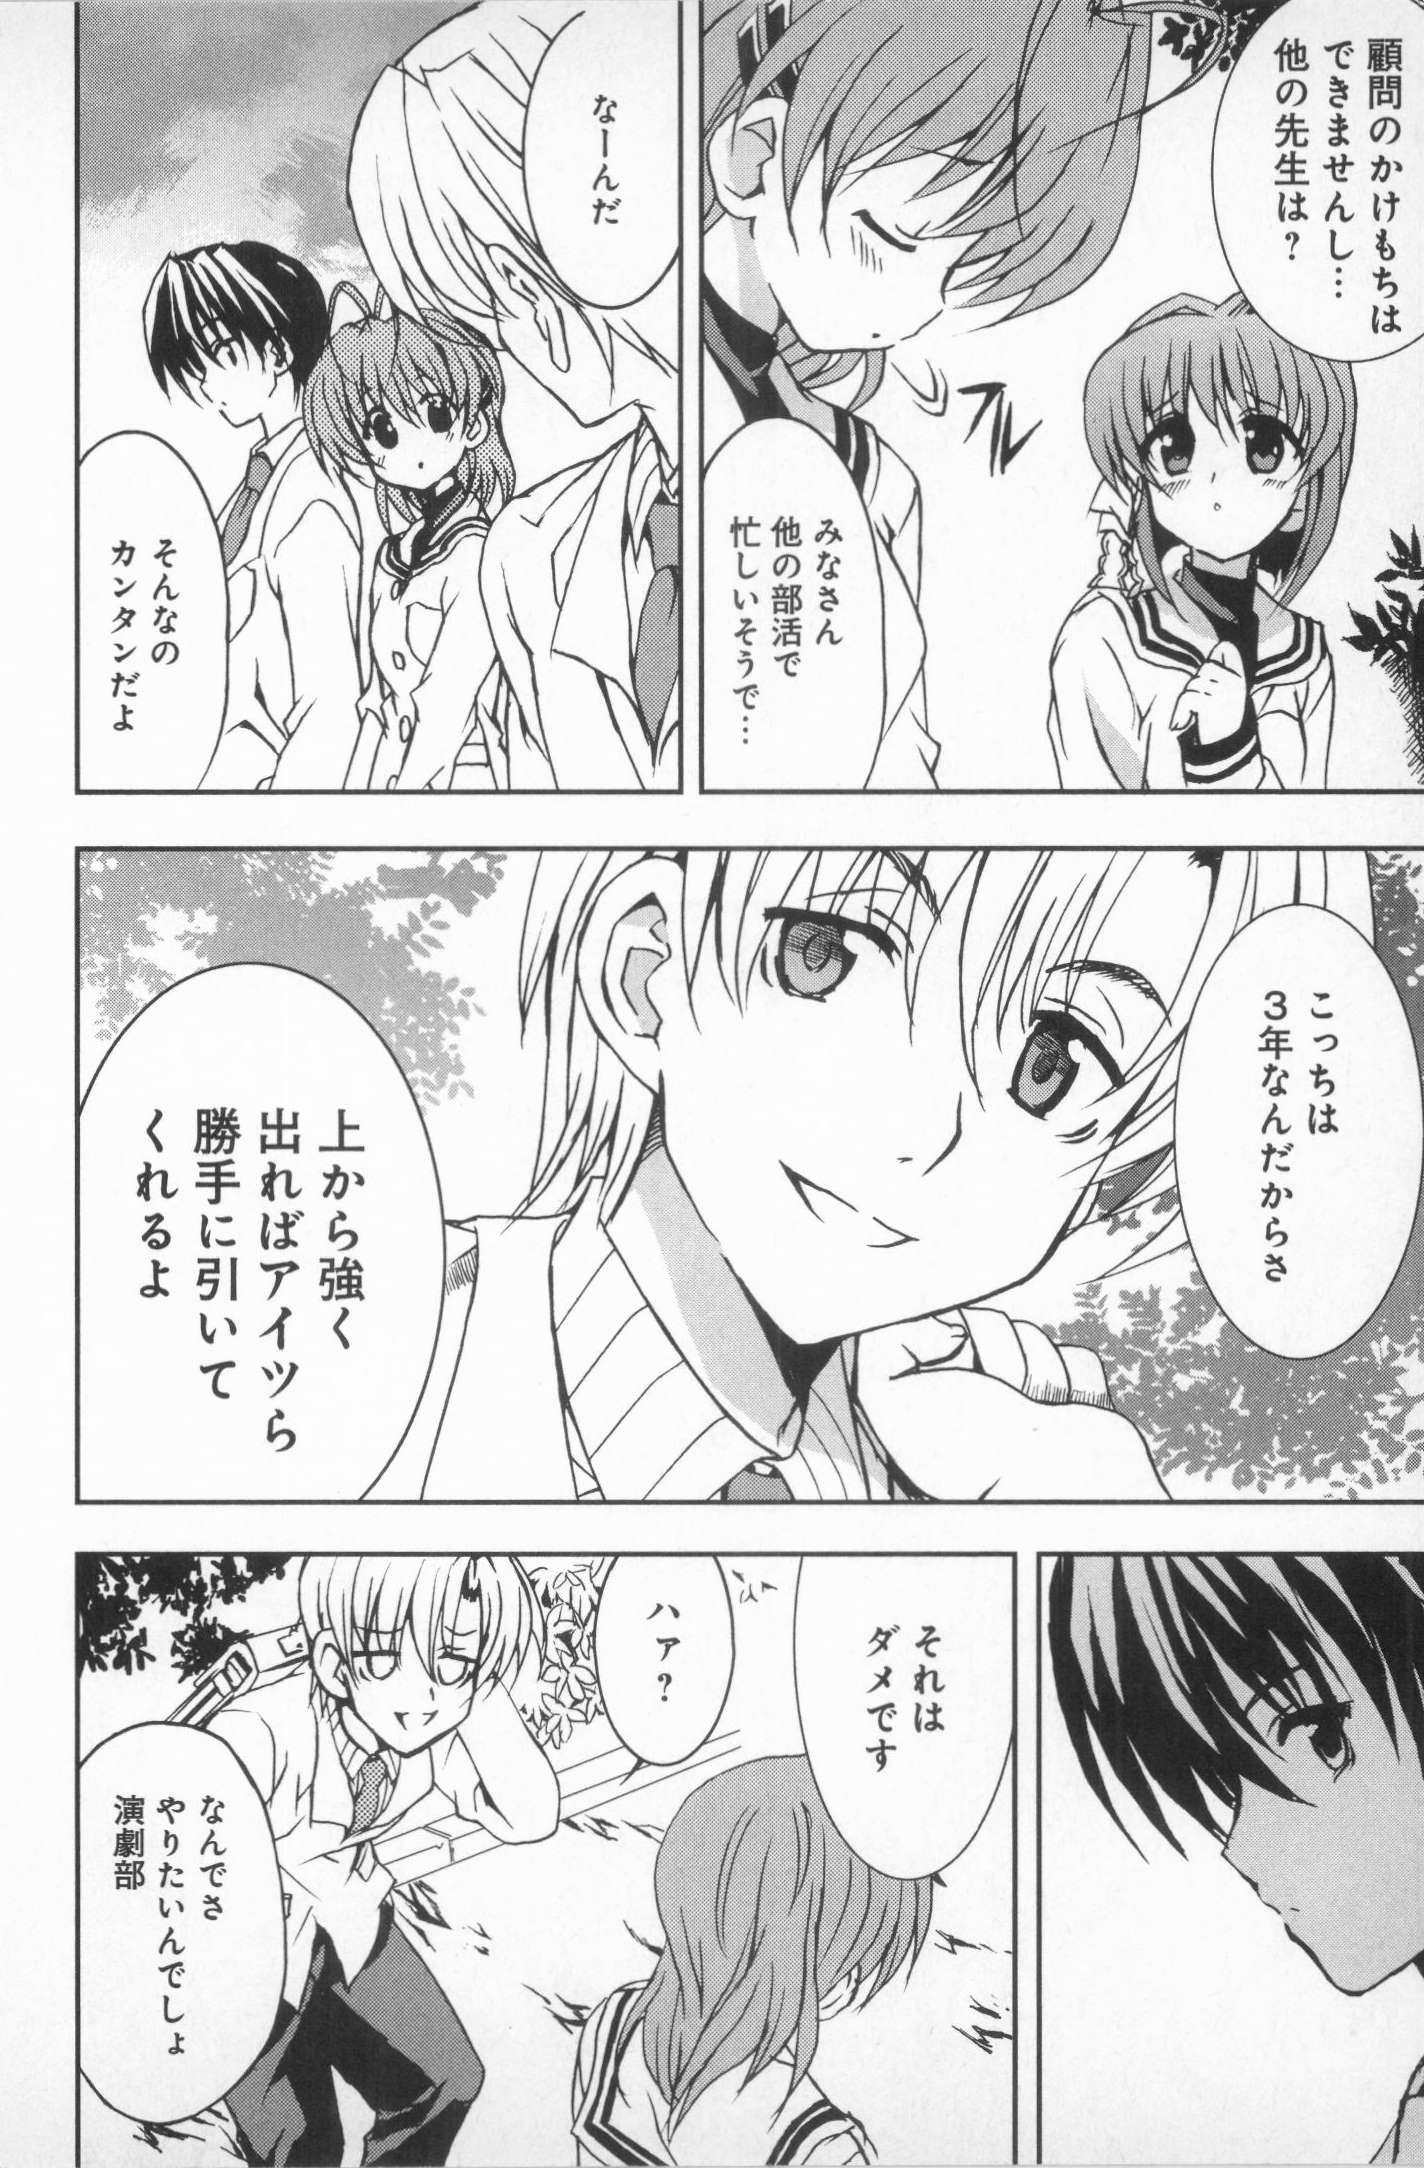 顧問のかけもちは
できませんし…
他の先生は?
フル
みなさん
他の部活で
忙しいそうで…
なーんだ
そんなの
カンタンだよ
こっちは
3年なんだからさ
上から強く
出ればアイツら
勝手に引いて
くれるよ
それは
ダメです
ハァ?
なんでさ
やりたいんでしょ
演劇部